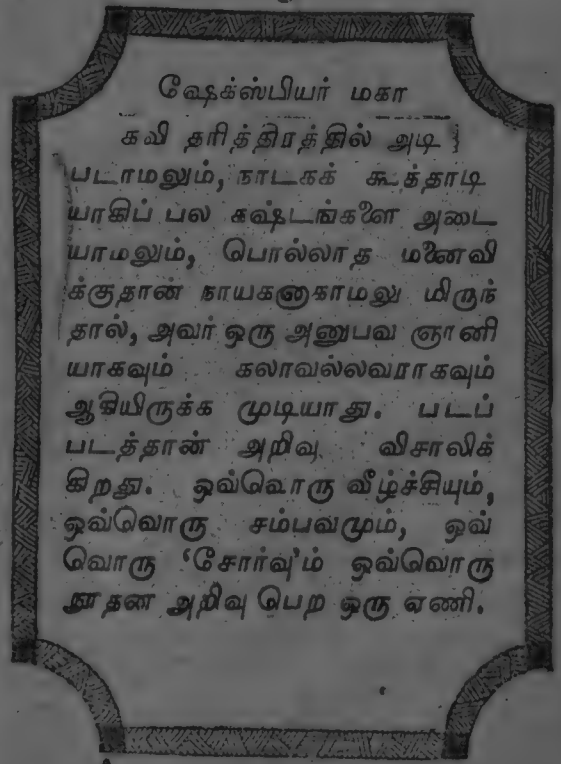 ஷேக்ஸ்பியர் மகா
கவி தரித்திரத்தில் அடி
படாமலும், நாடகக் கூத்தாடி
யாகிப் பல கஷ்டங்களை அடை
யாமலும், பொல்லாத மனைவி
க்குதான் நாயகனாகாமலு மிருந்
தால், அவர் ஒரு அனுபவ ஞானி
யாகவும் கலாவல்லவராகவும்
ஆகியிருக்க முடியாது. படப்
படத்தான் அறிவு விசாலிக்
கிறது. ஒவ்வொரு வீழ்ச்சியும்,
ஒவ்வொரு சம்பவமும், ஒவ்
வொரு ‘சோர்வு’ம் ஒவ்வொரு
நூதன அறிவு பெற ஒரு ஏணி.